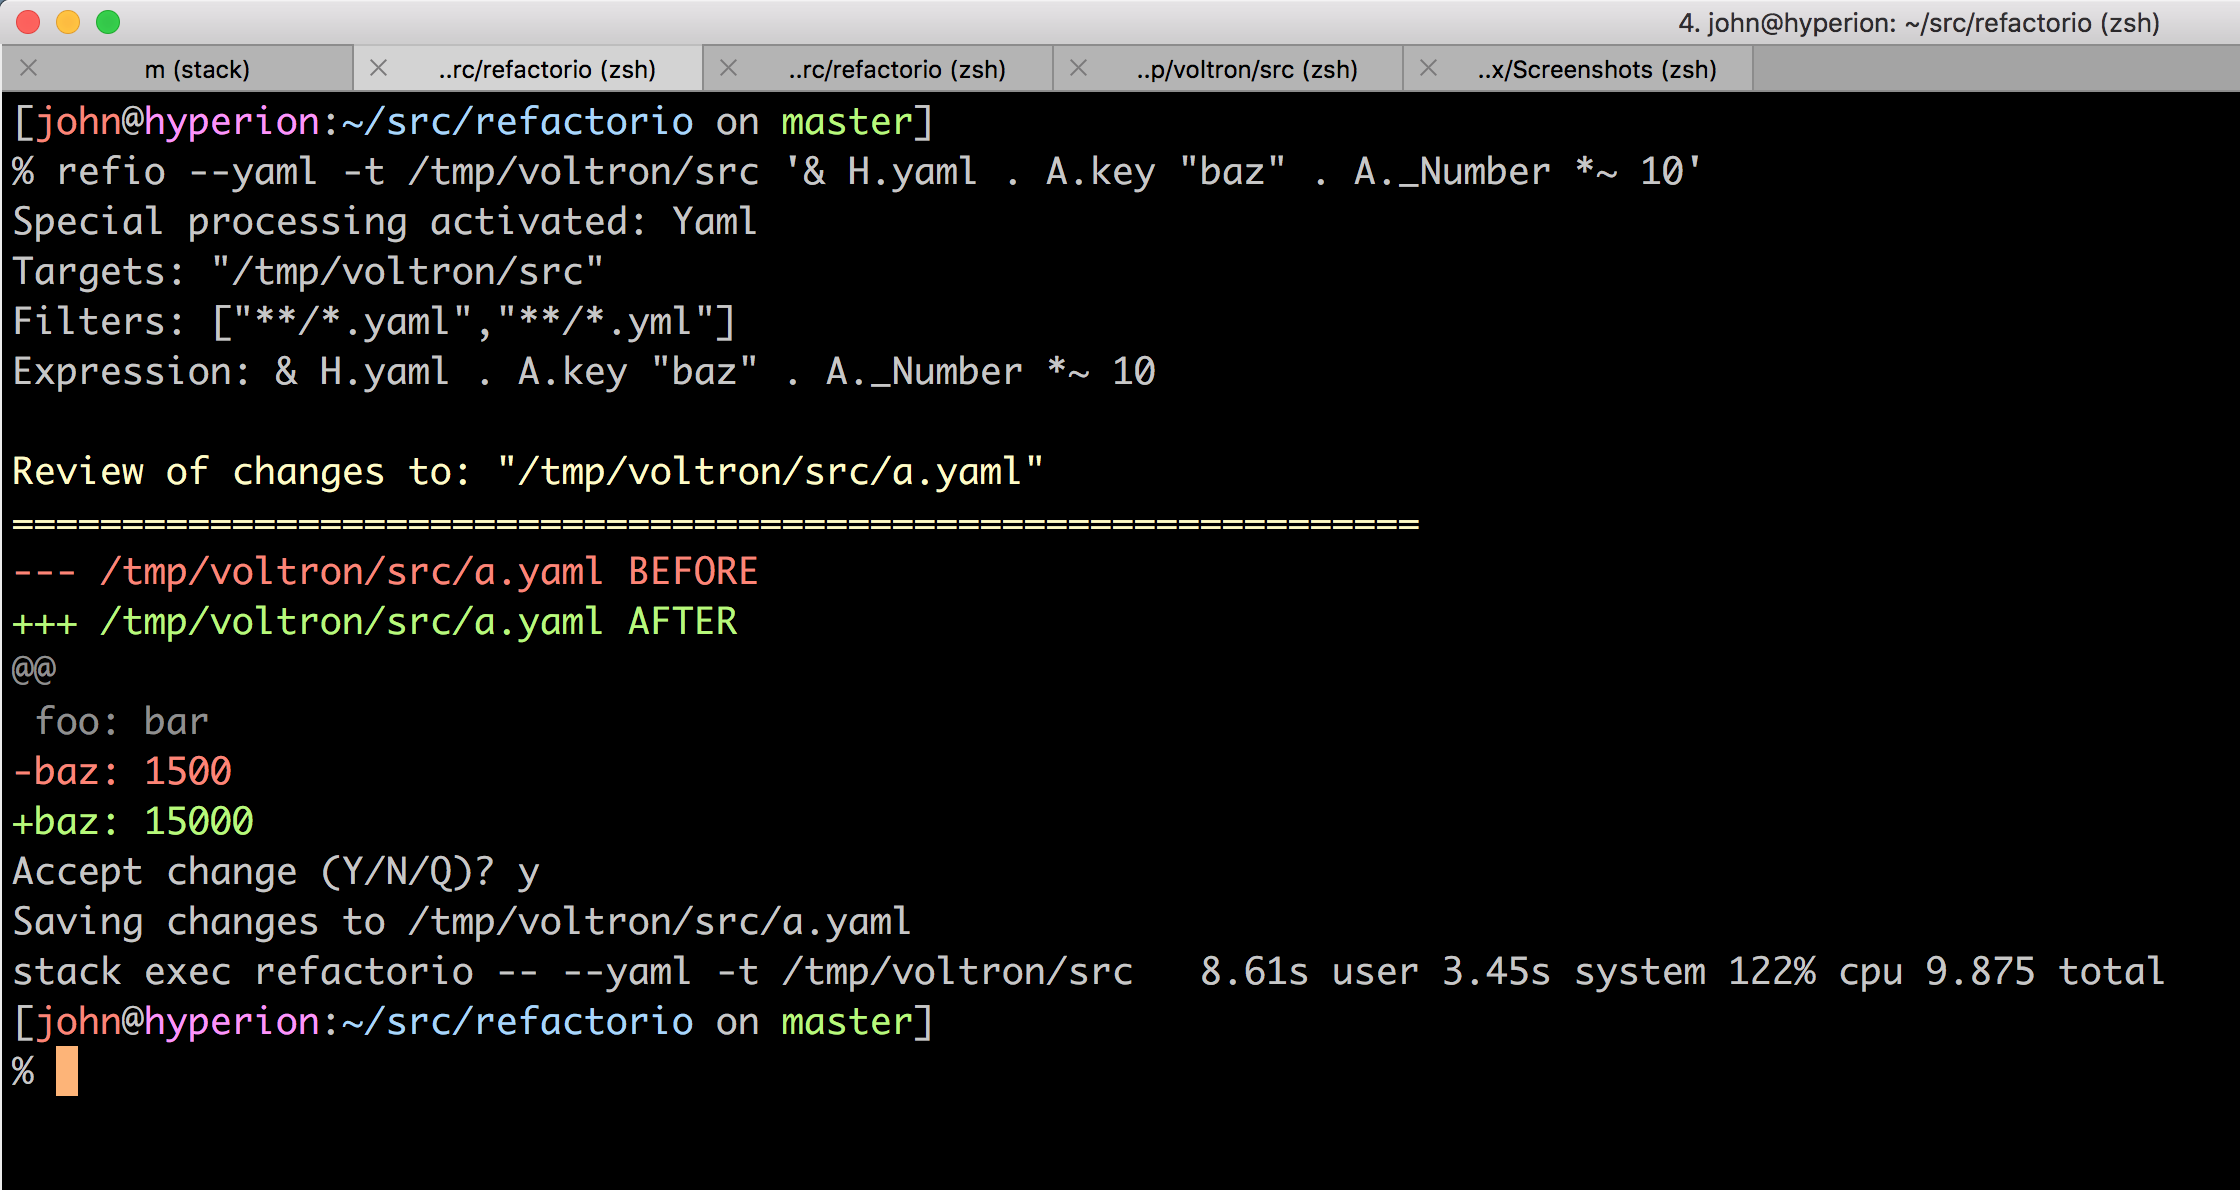 4. john@hyperion: ~/src/refactorio (zsh)
m (stack) ..rc/refactorio (zsh) ..rc/refactorio (zsh) ..p/voltron/src (zsh) ..x/Screenshots (zsh)
[john@hyperion:~/src/refactorio on master]
% refio --yaml -t /tmp/voltron/src '& H.yaml . A.key "baz" . A._Number *~ 10'
Special processing activated: Yaml
Targets: "/tmp/voltron/src"
Filters: ["**/*.yaml","**/*.yml"]
Expression: & H.yaml . A.key "baz" . A._Number *~ 10
Review of changes to: "/tmp/voltron/src/a.yaml"
================================================================
--- /tmp/voltron/src/a.yaml BEFORE
+++ /tmp/voltron/src/a.yaml AFTER
@@
 foo: bar
-baz: 1500
+baz: 15000
Accept change (Y/N/Q)? y
Saving changes to /tmp/voltron/src/a.yaml
stack exec refactorio -- --yaml -t /tmp/voltron/src   8.61s user 3.45s system 122% cpu 9.875 total
[john@hyperion:~/src/refactorio on master]
%